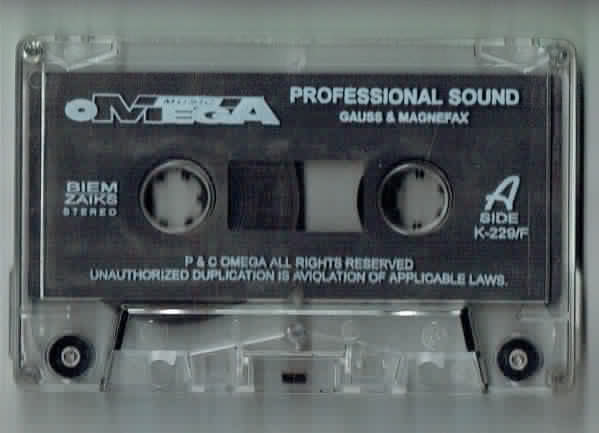 OMEGA
MUSIC
PROFESSIONAL SOUND
GAUSS & MAGNEFAX
BIEM
ZAIKS
STEREO
A
SIDE
K-229/F
P & C OMEGA ALL RIGHTS RESERVED
UNAUTHORIZED DUPLICATION IS AVIOLATION OF APPLICABLE LAWS.